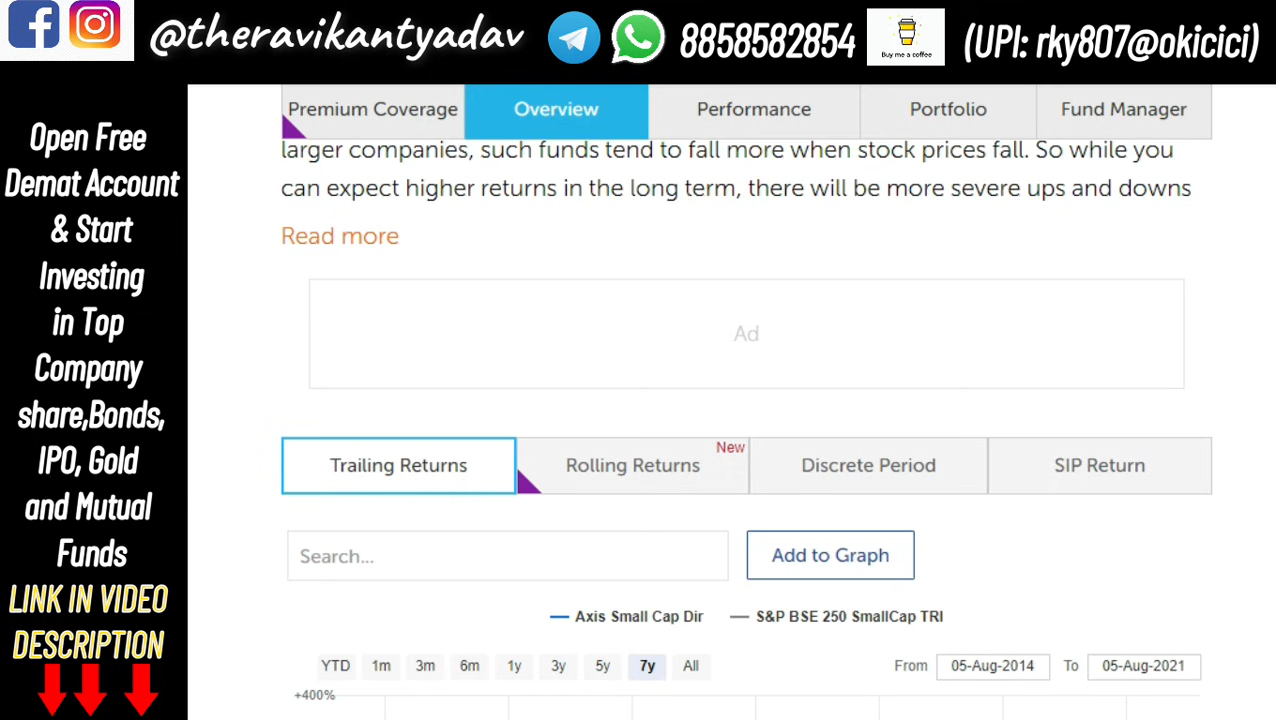 @theravikantyadav
8858582854
Buy me a coffee
(UPI: rky807@okicici)
Open Free
Demat Account
& Start
Investing
in Top
Company
share,Bonds,
IPO, Gold
and Mutual
Funds
LINK IN VIDEO
DESCRIPTION
Premium Coverage
Overview
Performance
Portfolio
Fund Manager
larger companies, such funds tend to fall more when stock prices fall. So while you
can expect higher returns in the long term, there will be more severe ups and downs
Read more
Ad
Trailing Returns
Rolling Returns
New
Discrete Period
SIP Return
Search...
Add to Graph
Axis Small Cap Dir
S&P BSE 250 SmallCap TRI
YTD 1m 3m 6m 1y 3y 5y 7y All
From 05-Aug-2014 To 05-Aug-2021
+400%